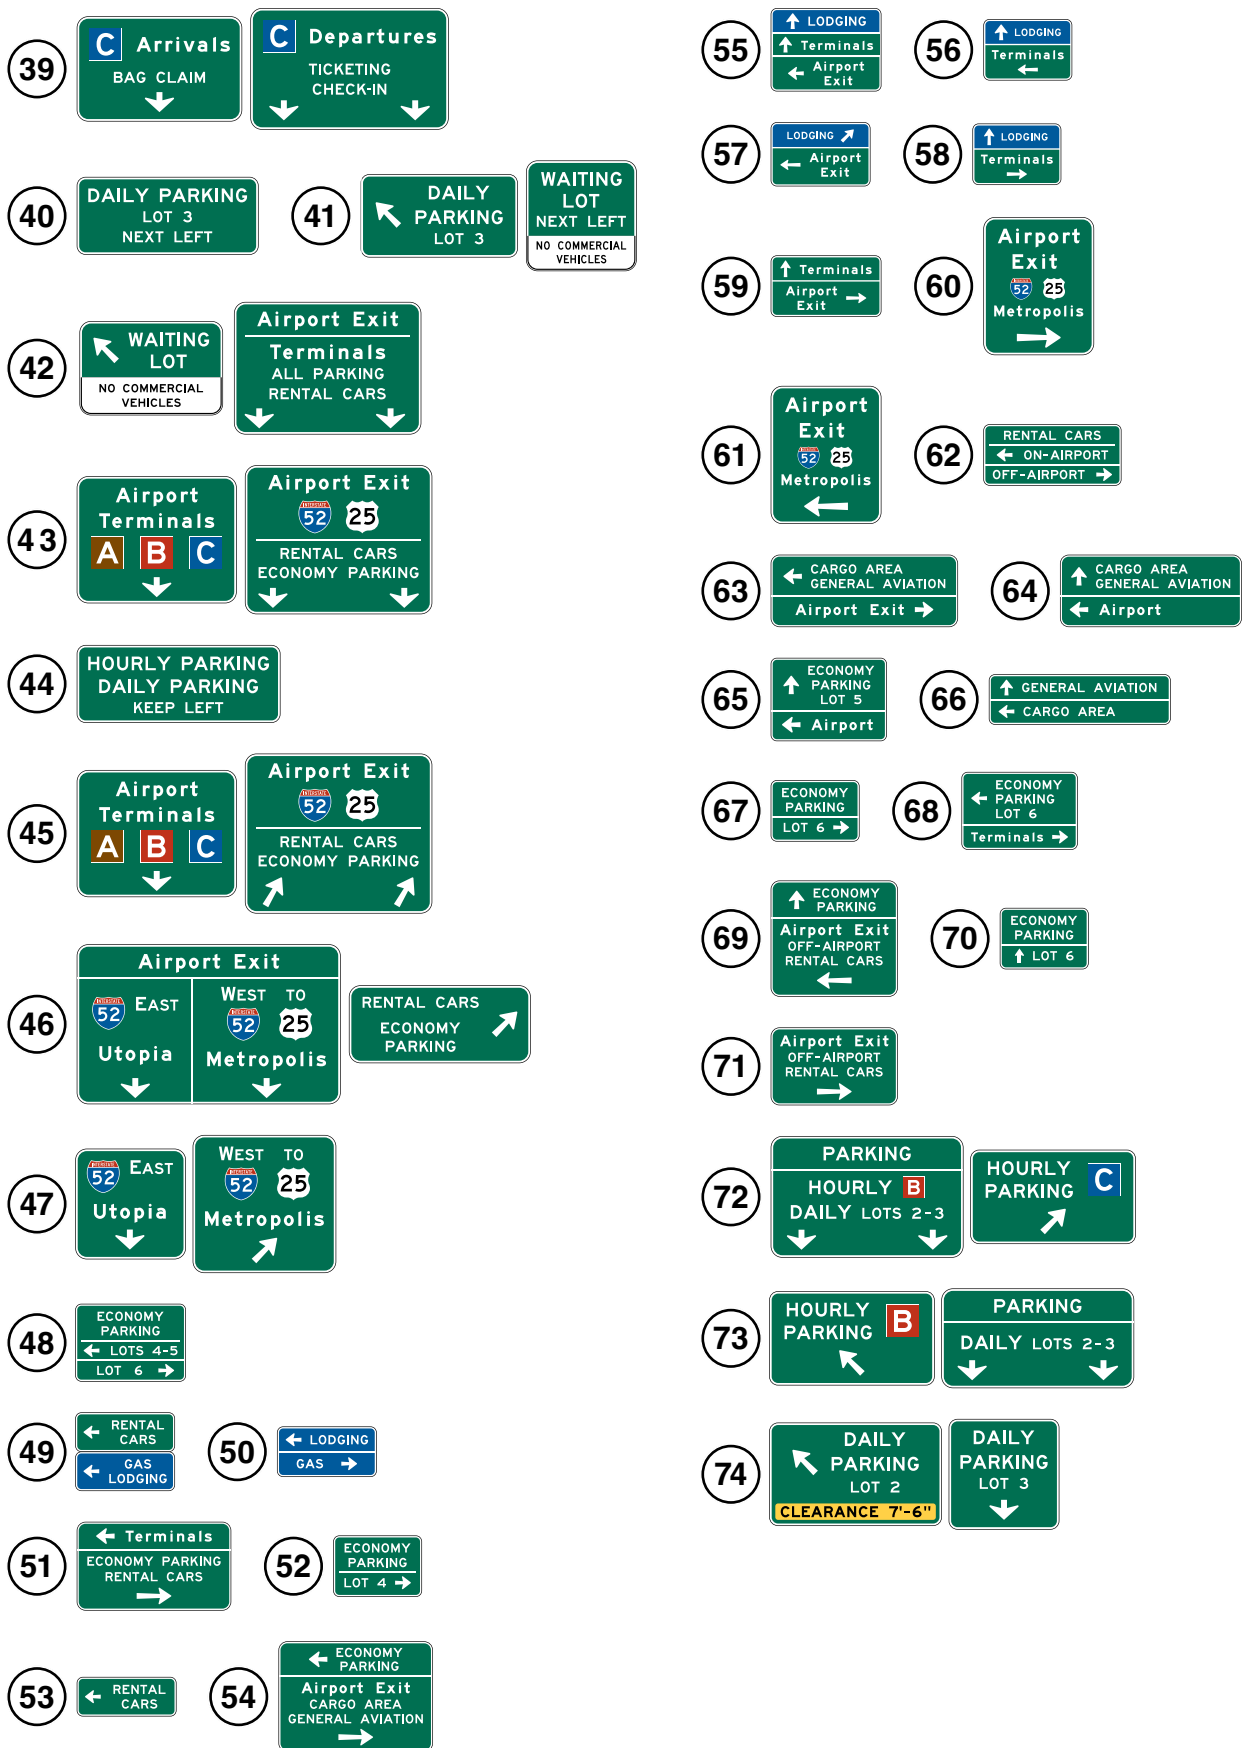 39
C Arrivals
BAG CLAIM
C Departures
TICKETING
CHECK-IN
40
DAILY PARKING
LOT 3
NEXT LEFT
41
DAILY
PARKING
LOT 3
WAITING
LOT
NEXT LEFT
NO COMMERCIAL
VEHICLES
42
WAITING
LOT
NO COMMERCIAL
VEHICLES
Airport Exit
Terminals
ALL PARKING
RENTAL CARS
43
Airport
Terminals
A B C
Airport Exit
INTERSTATE
52 25
RENTAL CARS
ECONOMY PARKING
44
HOURLY PARKING
DAILY PARKING
KEEP LEFT
45
Airport
Terminals
A B C
Airport Exit
INTERSTATE
52 25
RENTAL CARS
ECONOMY PARKING
46
Airport Exit
INTERSTATE
52 EAST
Utopia
WEST TO
INTERSTATE
52 25
Metropolis
RENTAL CARS
ECONOMY
PARKING
47
INTERSTATE
52 EAST
Utopia
WEST TO
INTERSTATE
52 25
Metropolis
48
ECONOMY
PARKING
LOTS 4-5
LOT 6
49
RENTAL
CARS
GAS
LODGING
50
LODGING
GAS
51
Terminals
ECONOMY PARKING
RENTAL CARS
52
ECONOMY
PARKING
LOT 4
53
RENTAL
CARS
54
ECONOMY
PARKING
Airport Exit
CARGO AREA
GENERAL AVIATION
55
LODGING
Terminals
Airport
Exit
56
LODGING
Terminals
57
LODGING
Airport
Exit
58
LODGING
Terminals
59
Terminals
Airport
Exit
60
Airport
Exit
INTERSTATE
52 25
Metropolis
61
Airport
Exit
INTERSTATE
52 25
Metropolis
62
RENTAL CARS
ON-AIRPORT
OFF-AIRPORT
63
CARGO AREA
GENERAL AVIATION
Airport Exit
64
CARGO AREA
GENERAL AVIATION
Airport
65
ECONOMY
PARKING
LOT 5
Airport
66
GENERAL AVIATION
CARGO AREA
67
ECONOMY
PARKING
LOT 6
68
ECONOMY
PARKING
LOT 6
Terminals
69
ECONOMY
PARKING
Airport Exit
OFF-AIRPORT
RENTAL CARS
70
ECONOMY
PARKING
LOT 6
71
Airport Exit
OFF-AIRPORT
RENTAL CARS
72
PARKING
HOURLY B
DAILY LOTS 2-3
HOURLY
PARKING C
73
HOURLY
PARKING B
PARKING
DAILY LOTS 2-3
74
DAILY
PARKING
LOT 2
CLEARANCE 7'-6"
DAILY
PARKING
LOT 3